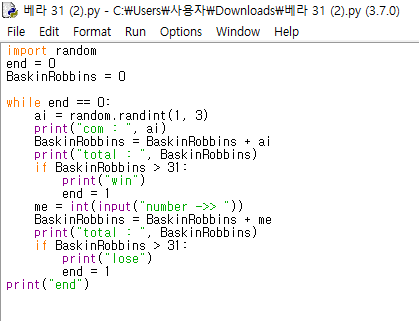 베라 31 (2).py - C:₩Users₩사용자₩Downloads₩베라 31 (2).py (3.7.0)
File Edit Format Run Options Window Help
import random
end = 0
BaskinRobbins = 0
while end == 0:
    ai = random.randint(1, 3)
    print("com : ", ai)
    BaskinRobbins = BaskinRobbins + ai
    print("total : ", BaskinRobbins)
    if BaskinRobbins > 31:
        print("win")
        end = 1
    me = int(input("number ->> "))
    BaskinRobbins = BaskinRobbins + me
    print("total : ", BaskinRobbins)
    if BaskinRobbins > 31:
        print("lose")
        end = 1
print("end")